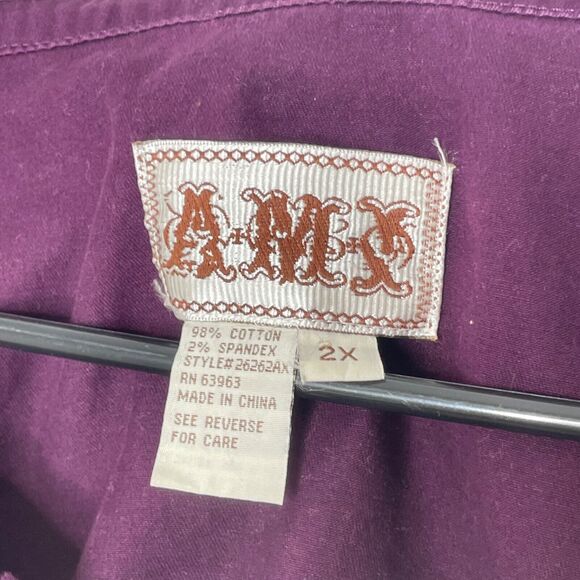 A·M·I
98% COTTON
2% SPANDEX
STYLE# 26262AX
RN 63963
MADE IN CHINA
SEE REVERSE
FOR CARE
2X